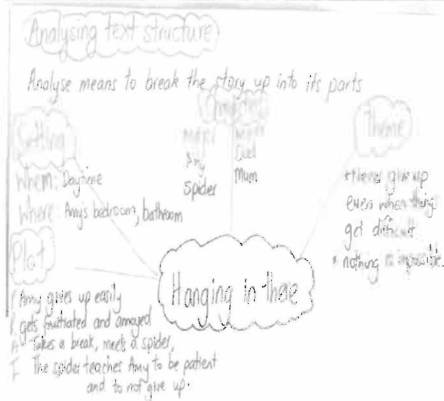 Analysing text structure
Analyse means to break the story up into its parts
Setting
When: Daytime
Where: Amy's bedroom, bathroom
Amy
spider
Dad
Mum
Theme
* Never give up
even when things
get difficult
* nothing is impossible.
Plot
Amy gives up easily
gets frustrated and annoyed
Takes a break, meets a spider,
The spider teaches Amy to be patient
and to not give up.
Hanging in there